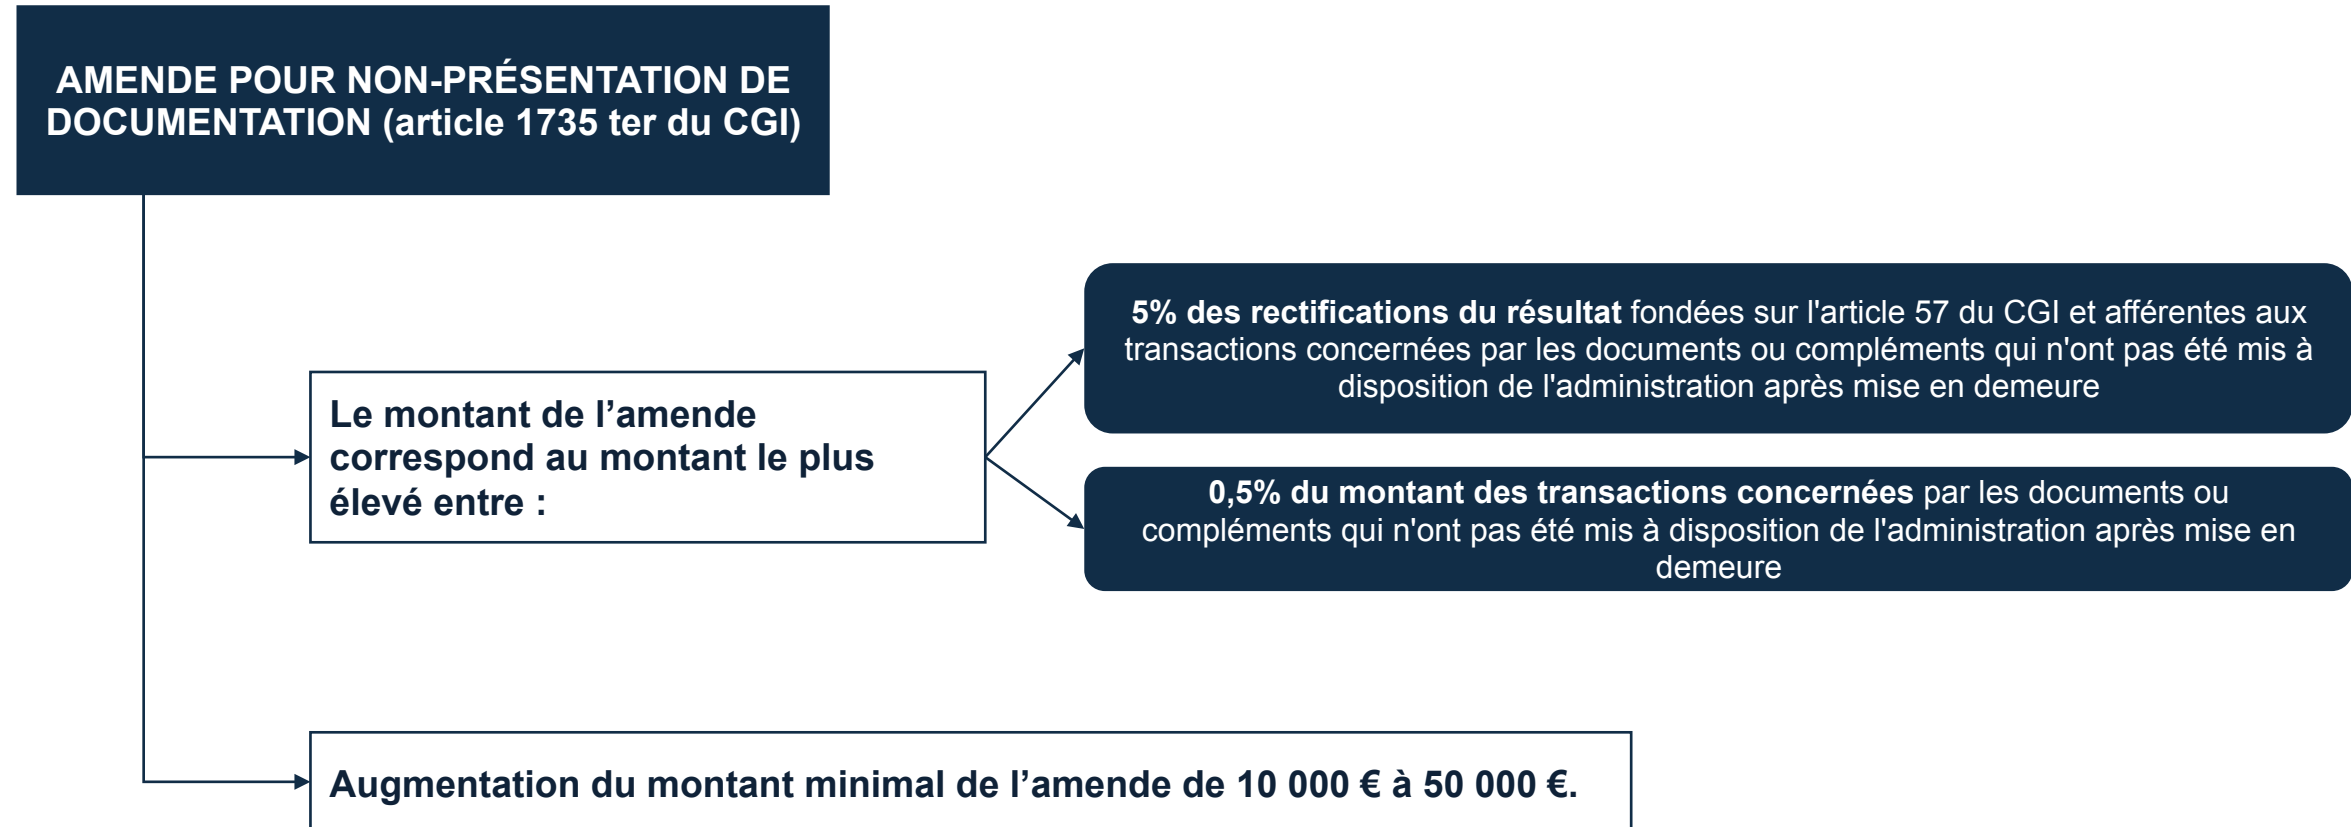 AMENDE POUR NON-PRÉSENTATION DE
DOCUMENTATION (article 1735 ter du CGI)
5% des rectifications du résultat fondées sur l'article 57 du CGI et afférentes aux
transactions concernées par les documents ou compléments qui n'ont pas été mis à
disposition de l'administration après mise en demeure
Le montant de l’amende
correspond au montant le plus
élevé entre :
0,5% du montant des transactions concernées par les documents ou
compléments qui n'ont pas été mis à disposition de l'administration après mise en
demeure
Augmentation du montant minimal de l’amende de 10 000 € à 50 000 €.